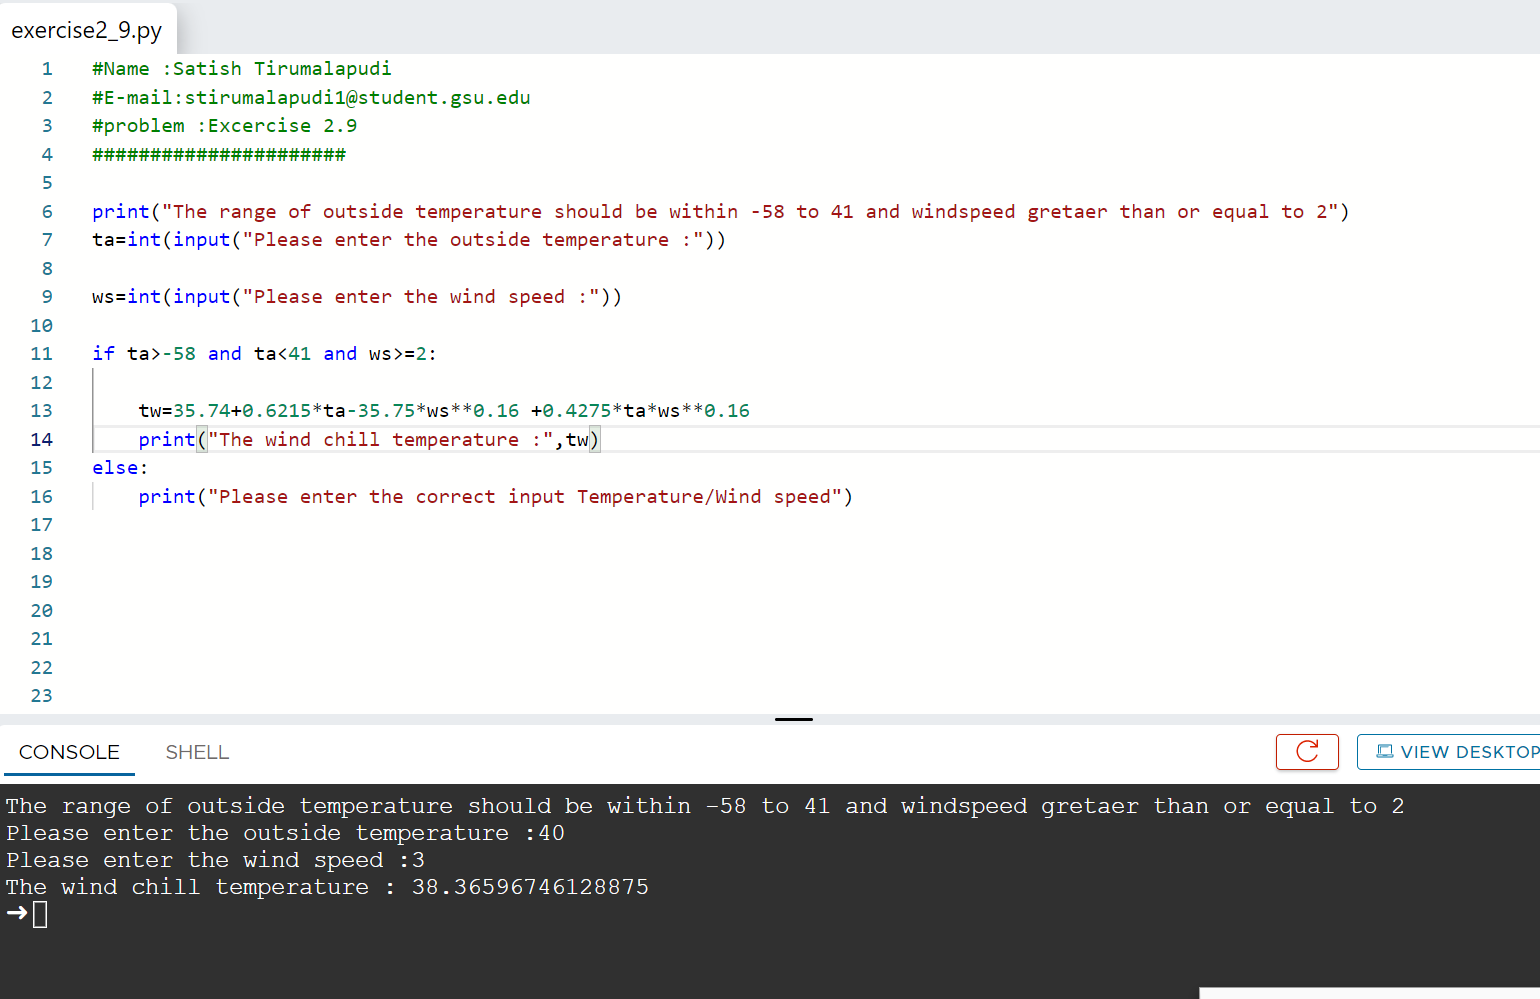 exercise2_9.py
1 #Name :Satish Tirumalapudi
2 #E-mail:stirumalapudi1@student.gsu.edu
3 #problem :Excercise 2.9
4 ######################
5
6 print("The range of outside temperature should be within -58 to 41 and windspeed gretaer than or equal to 2")
7 ta=int(input("Please enter the outside temperature :"))
8
9 ws=int(input("Please enter the wind speed :"))
10
11 if ta>-58 and ta<41 and ws>=2:
12
13     tw=35.74+0.6215*ta-35.75*ws**0.16 +0.4275*ta*ws**0.16
14     print("The wind chill temperature :",tw)
15 else:
16     print("Please enter the correct input Temperature/Wind speed")
17
18
19
20
21
22
23
CONSOLE SHELL VIEW DESKTOP
The range of outside temperature should be within -58 to 41 and windspeed gretaer than or equal to 2
Please enter the outside temperature :40
Please enter the wind speed :3
The wind chill temperature : 38.36596746128875
➜